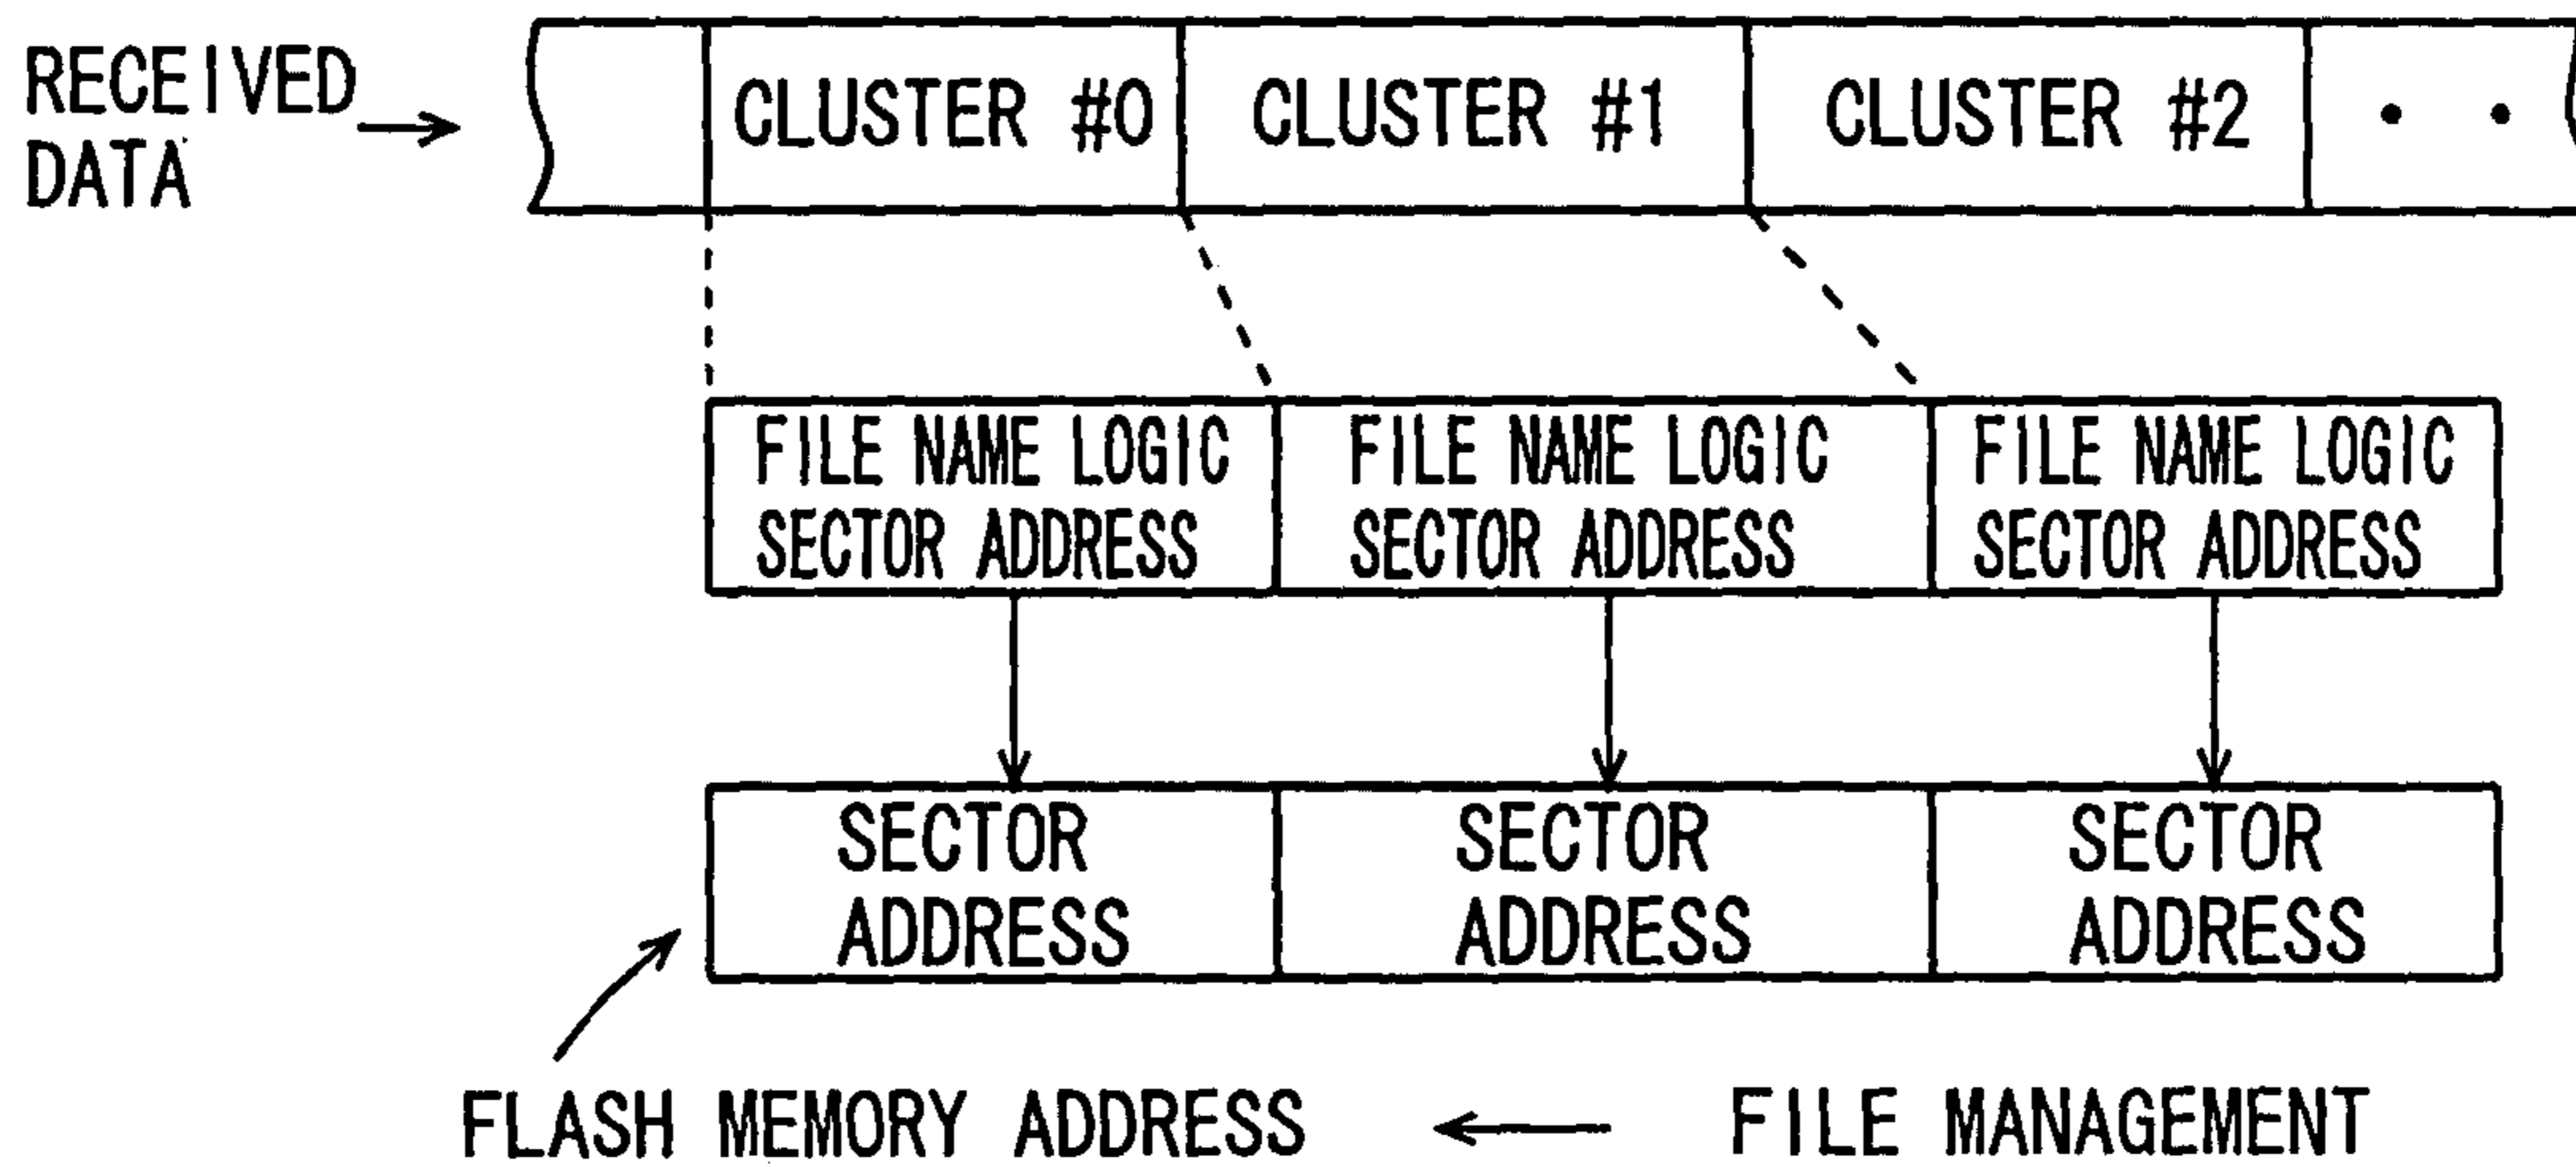 RECEIVED
DATA
CLUSTER #0
CLUSTER #1
CLUSTER #2
• •
FILE NAME LOGIC
SECTOR ADDRESS
FILE NAME LOGIC
SECTOR ADDRESS
FILE NAME LOGIC
SECTOR ADDRESS
SECTOR
ADDRESS
SECTOR
ADDRESS
SECTOR
ADDRESS
FLASH MEMORY ADDRESS
FILE MANAGEMENT